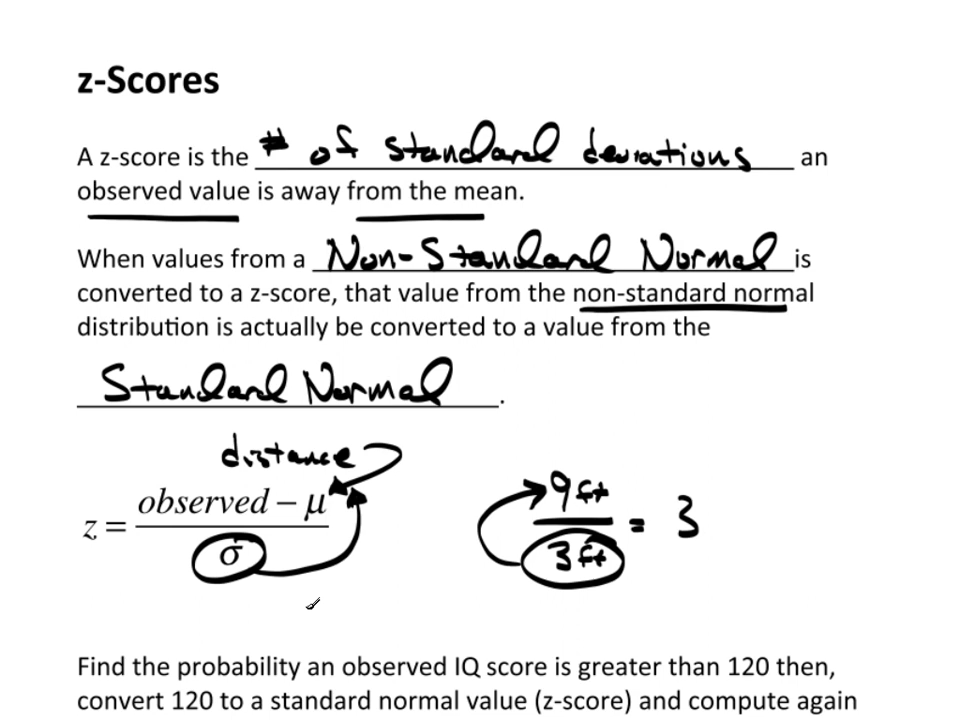 z-Scores
A z-score is the # of standard deviations an
observed value is away from the mean.
When values from a Non-Standard Normal is
converted to a z-score, that value from the non-standard normal
distribution is actually be converted to a value from the
Standard Normal.
distance
z = observed − μ / σ
9 ft / 3 ft = 3
Find the probability an observed IQ score is greater than 120 then,
convert 120 to a standard normal value (z-score) and compute again